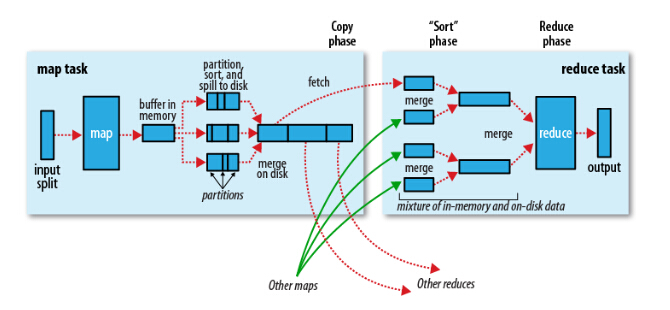 Copy
phase
“Sort”
phase
Reduce
phase
map task
partition,
sort, and
spill to disk
fetch
reduce task
buffer in
memory
map
merge
merge
reduce
input
split
merge
on disk
merge
output
partitions
mixture of in-memory and on-disk data
Other maps
Other reduces